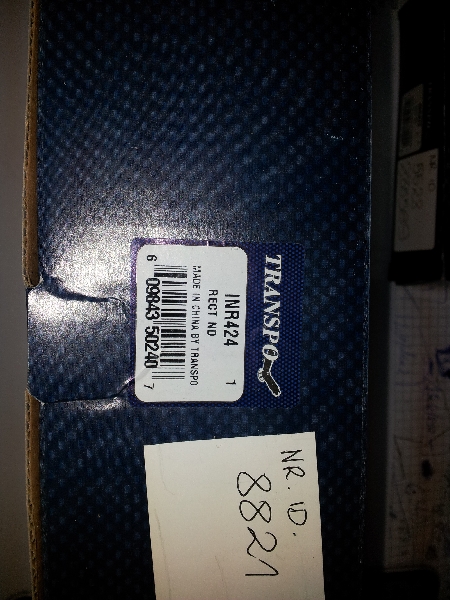 TRANSPO
INR424 1
RECT ND
MADE IN CHINA BY TRANSPO
6 09843 50240 7
NR. ID.
8821